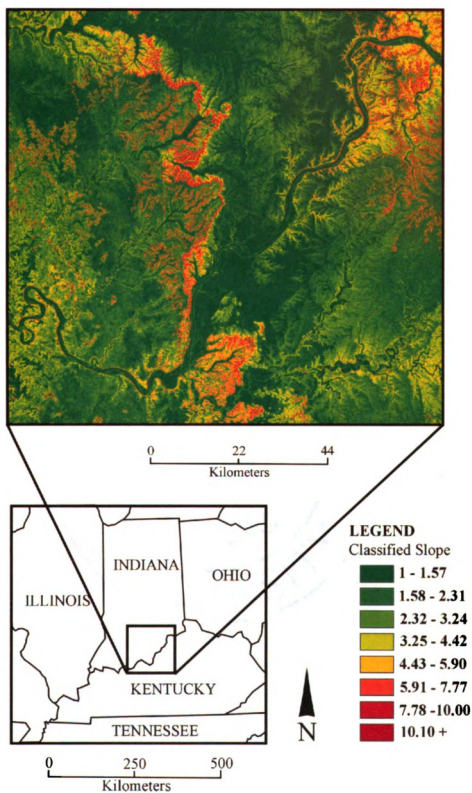 0 22 44
Kilometers
INDIANA
OHIO
ILLINOIS
KENTUCKY
TENNESSEE
0 250 500
Kilometers
N
LEGEND
Classified Slope
1 - 1.57
1.58 - 2.31
2.32 - 3.24
3.25 - 4.42
4.43 - 5.90
5.91 - 7.77
7.78 -10.00
10.10 +